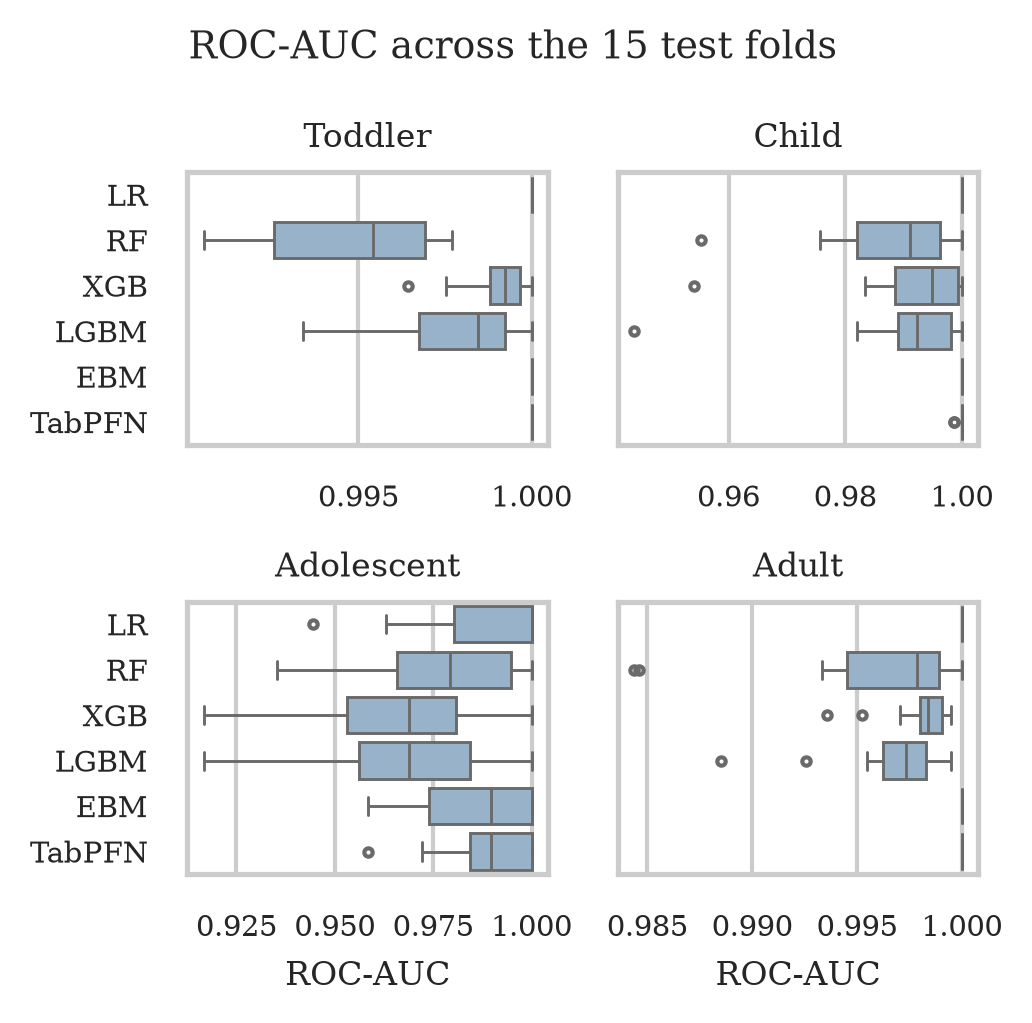 ROC-AUC across the 15 test folds
Toddler
LR
RF
XGB
LGBM
EBM
TabPFN
0.995 1.000
Child
0.96 0.98 1.00
Adolescent
LR
RF
XGB
LGBM
EBM
TabPFN
0.925 0.950 0.975 1.000
ROC-AUC
Adult
0.985 0.990 0.995 1.000
ROC-AUC